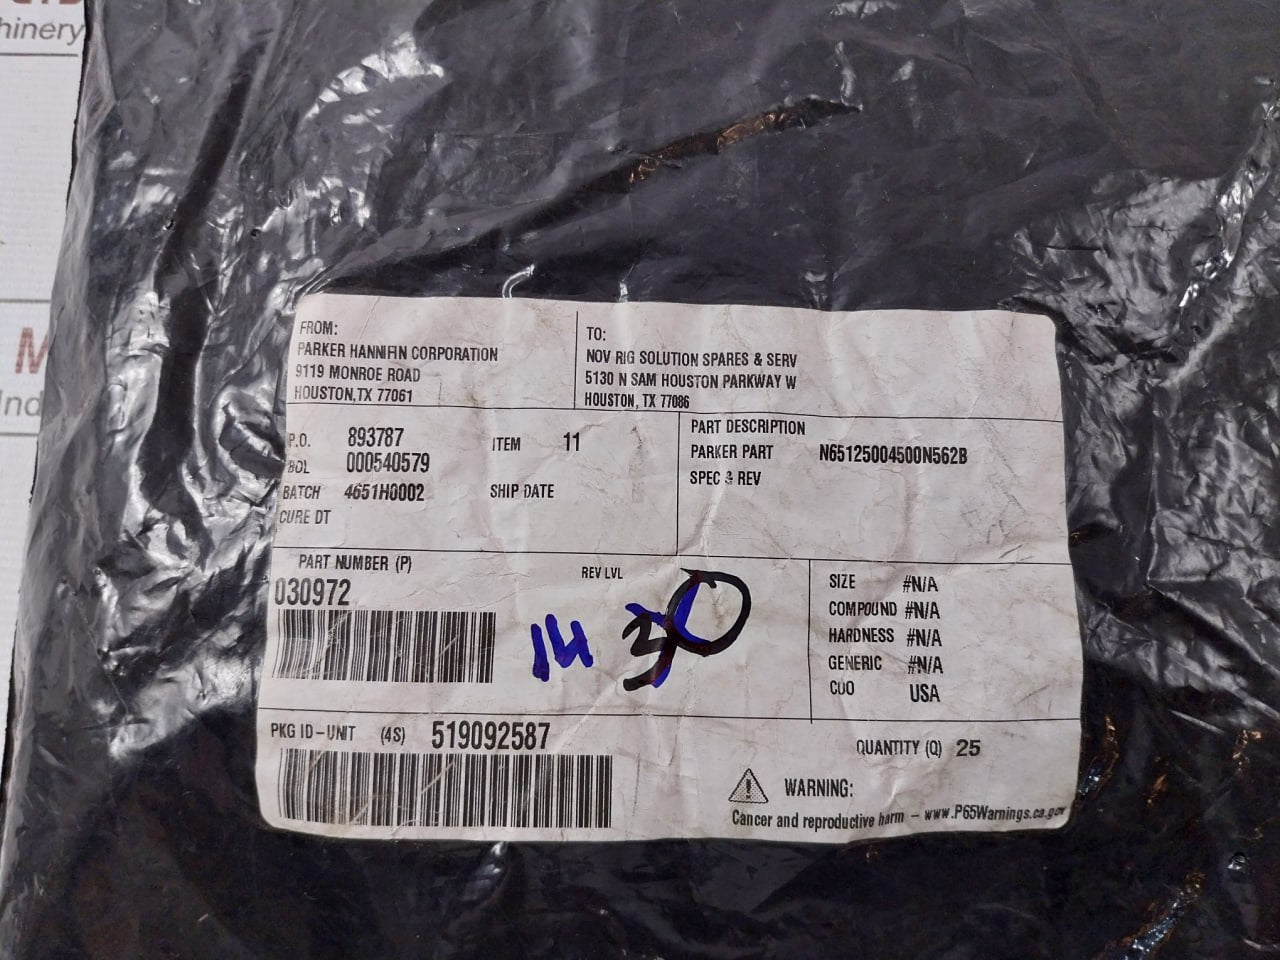 hinery
M
Ind
FROM:
PARKER HANNIFIN CORPORATION
9119 MONROE ROAD
HOUSTON,TX 77061
TO:
NOV RIG SOLUTION SPARES & SERV
5130 N SAM HOUSTON PARKWAY W
HOUSTON, TX 77086
P.O. 893787
BOL 000540579
BATCH 4651H0002
CURE DT
ITEM 11
SHIP DATE
PART DESCRIPTION
PARKER PART N65125004500N562B
SPEC & REV
PART NUMBER (P)
030972
REV LVL
SIZE #N/A
COMPOUND #N/A
HARDNESS #N/A
GENERIC #N/A
COO USA
PKG ID-UNIT (4S) 519092587
QUANTITY (Q) 25
WARNING:
Cancer and reproductive harm - www.P65Warnings.ca.gov